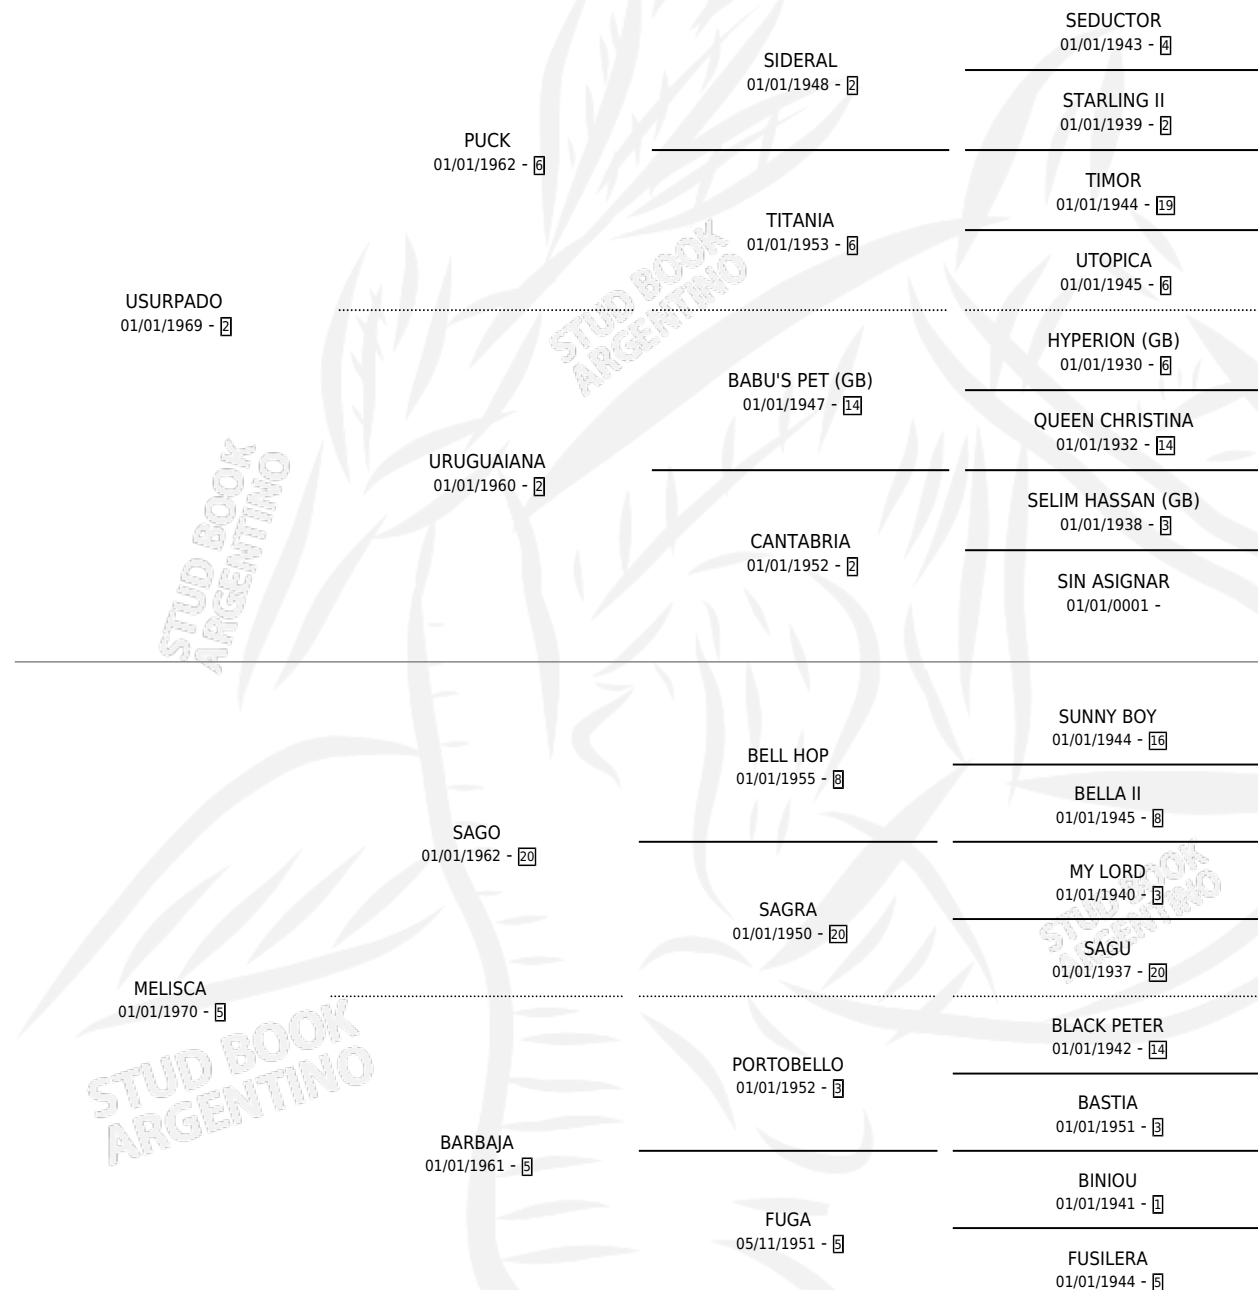 SEDUCTOR
01/01/1943 - 4
SIDERAL
01/01/1948 - 2
STARLING II
01/01/1939 - 2
PUCK
01/01/1962 - 6
TIMOR
01/01/1944 - 19
TITANIA
01/01/1953 - 6
UTOPICA
01/01/1945 - 6
USURPADO
01/01/1969 - 2
HYPERION (GB)
01/01/1930 - 6
BABU'S PET (GB)
01/01/1947 - 14
QUEEN CHRISTINA
01/01/1932 - 14
URUGUAIANA
01/01/1960 - 2
SELIM HASSAN (GB)
01/01/1938 - 3
CANTABRIA
01/01/1952 - 2
SIN ASIGNAR
01/01/0001 -
SUNNY BOY
01/01/1944 - 16
BELL HOP
01/01/1955 - 8
BELLA II
01/01/1945 - 8
SAGO
01/01/1962 - 20
MY LORD
01/01/1940 - 3
SAGRA
01/01/1950 - 20
SAGU
01/01/1937 - 20
MELISCA
01/01/1970 - 5
BLACK PETER
01/01/1942 - 14
PORTOBELLO
01/01/1952 - 3
BASTIA
01/01/1951 - 3
BARBAJA
01/01/1961 - 5
BINIOU
01/01/1941 - 1
FUGA
05/11/1951 - 5
FUSILERA
01/01/1944 - 5
STUD BOOK
ARGENTINO
STUD BOOK
ARGENTINO
STUD BOOK
ARGENTINO
STUD BOOK
ARGENTINO